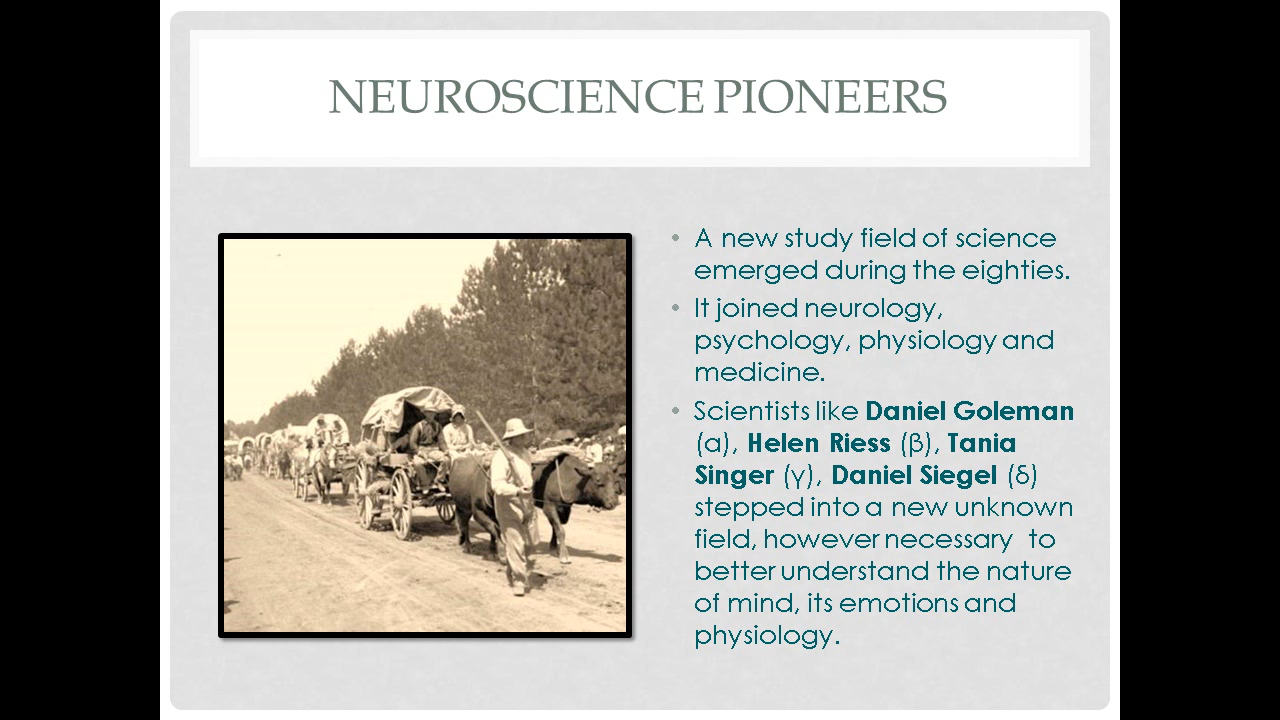 NEUROSCIENCE PIONEERS
• A new study field of science
emerged during the eighties.
• It joined neurology,
psychology, physiology and
medicine.
• Scientists like Daniel Goleman
(α), Helen Riess (β), Tania
Singer (γ), Daniel Siegel (δ)
stepped into a new unknown
field, however necessary to
better understand the nature
of mind, its emotions and
physiology.